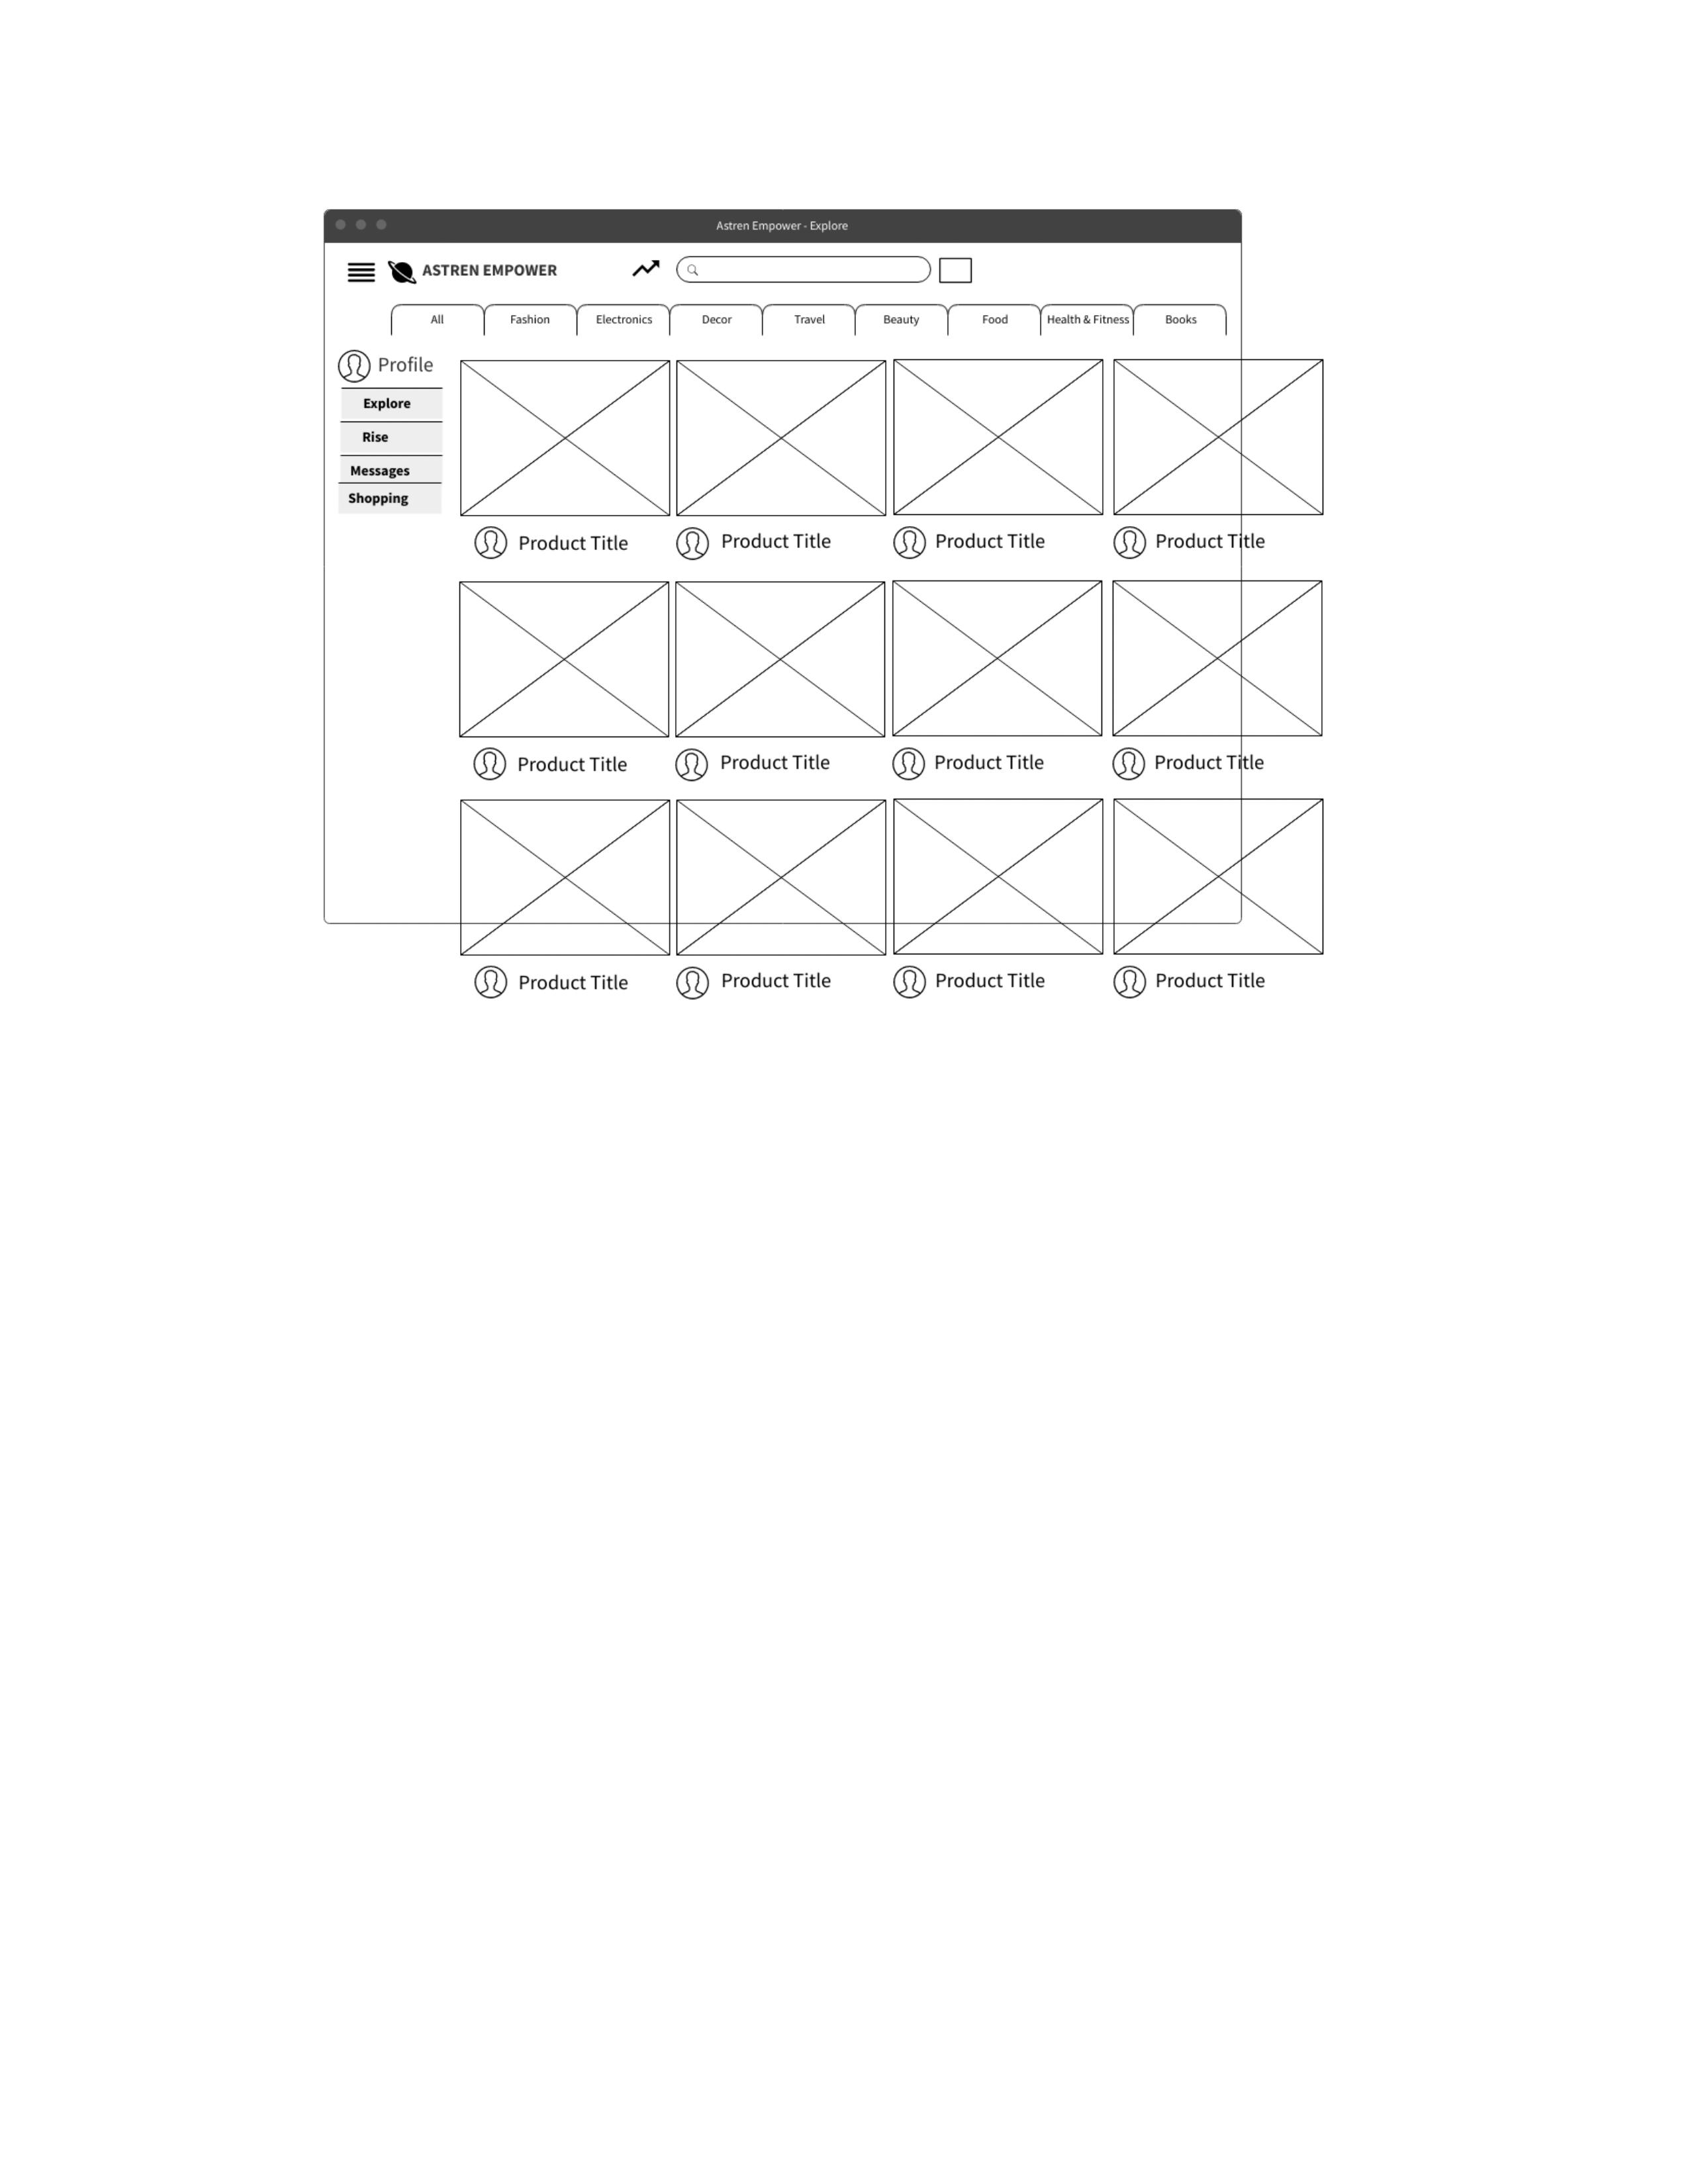 Astren Empower - Explore
ASTREN EMPOWER
All Fashion Electronics Decor Travel Beauty Food Health & Fitness Books
Profile
Explore
Rise
Messages
Shopping
Product Title Product Title Product Title Product Title
Product Title Product Title Product Title Product Title
Product Title Product Title Product Title Product Title